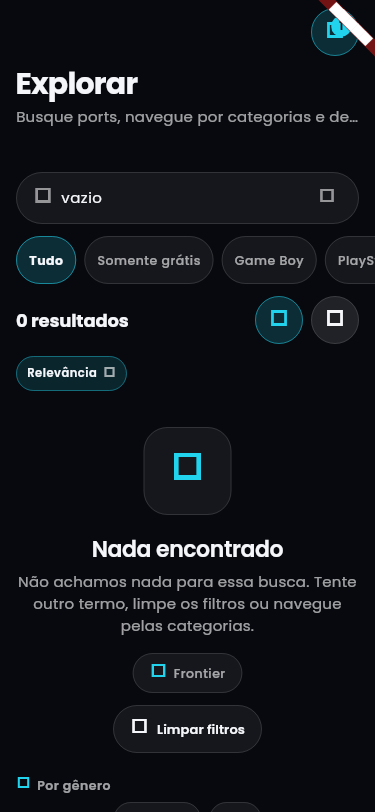 Explorar
Busque ports, navegue por categorias e de…
vazio
Tudo
Somente grátis
Game Boy
PlayS
0 resultados
Relevância
Nada encontrado
Não achamos nada para essa busca. Tente
outro termo, limpe os filtros ou navegue
pelas categorias.
Frontier
Limpar filtros
Por gênero